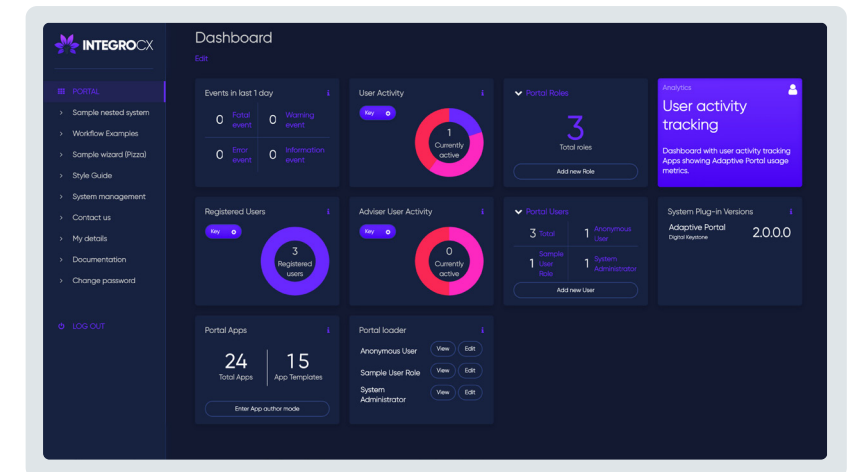 INTEGROCX
PORTAL
Sample nested system
Workflow Examples
Sample wizard (Pizza)
Style Guide
System management
Contact us
My details
Documentation
Change password
LOG OUT
Dashboard
Edit
Events in last 1 day
0 Fatal event
0 Warning event
0 Error event
0 Information event
User Activity
Key
1
Currently
active
Portal Roles
3
Total roles
Add new Role
Analytics
User activity
tracking
Dashboard with user activity tracking
Apps showing Adaptive Portal usage
metrics.
Registered Users
Key
3
Registered
users
Adviser User Activity
Key
0
Currently
active
Portal Users
3 Total
1 Anonymous User
1 Sample User Role
1 System Administrator
Add new User
System Plug-in Versions
Adaptive Portal
Digital Keystone
2.0.0.0
Portal Apps
24
Total Apps
15
App Templates
Enter App author mode
Portal loader
Anonymous User View Edit
Sample User Role View Edit
System
Administrator
View Edit